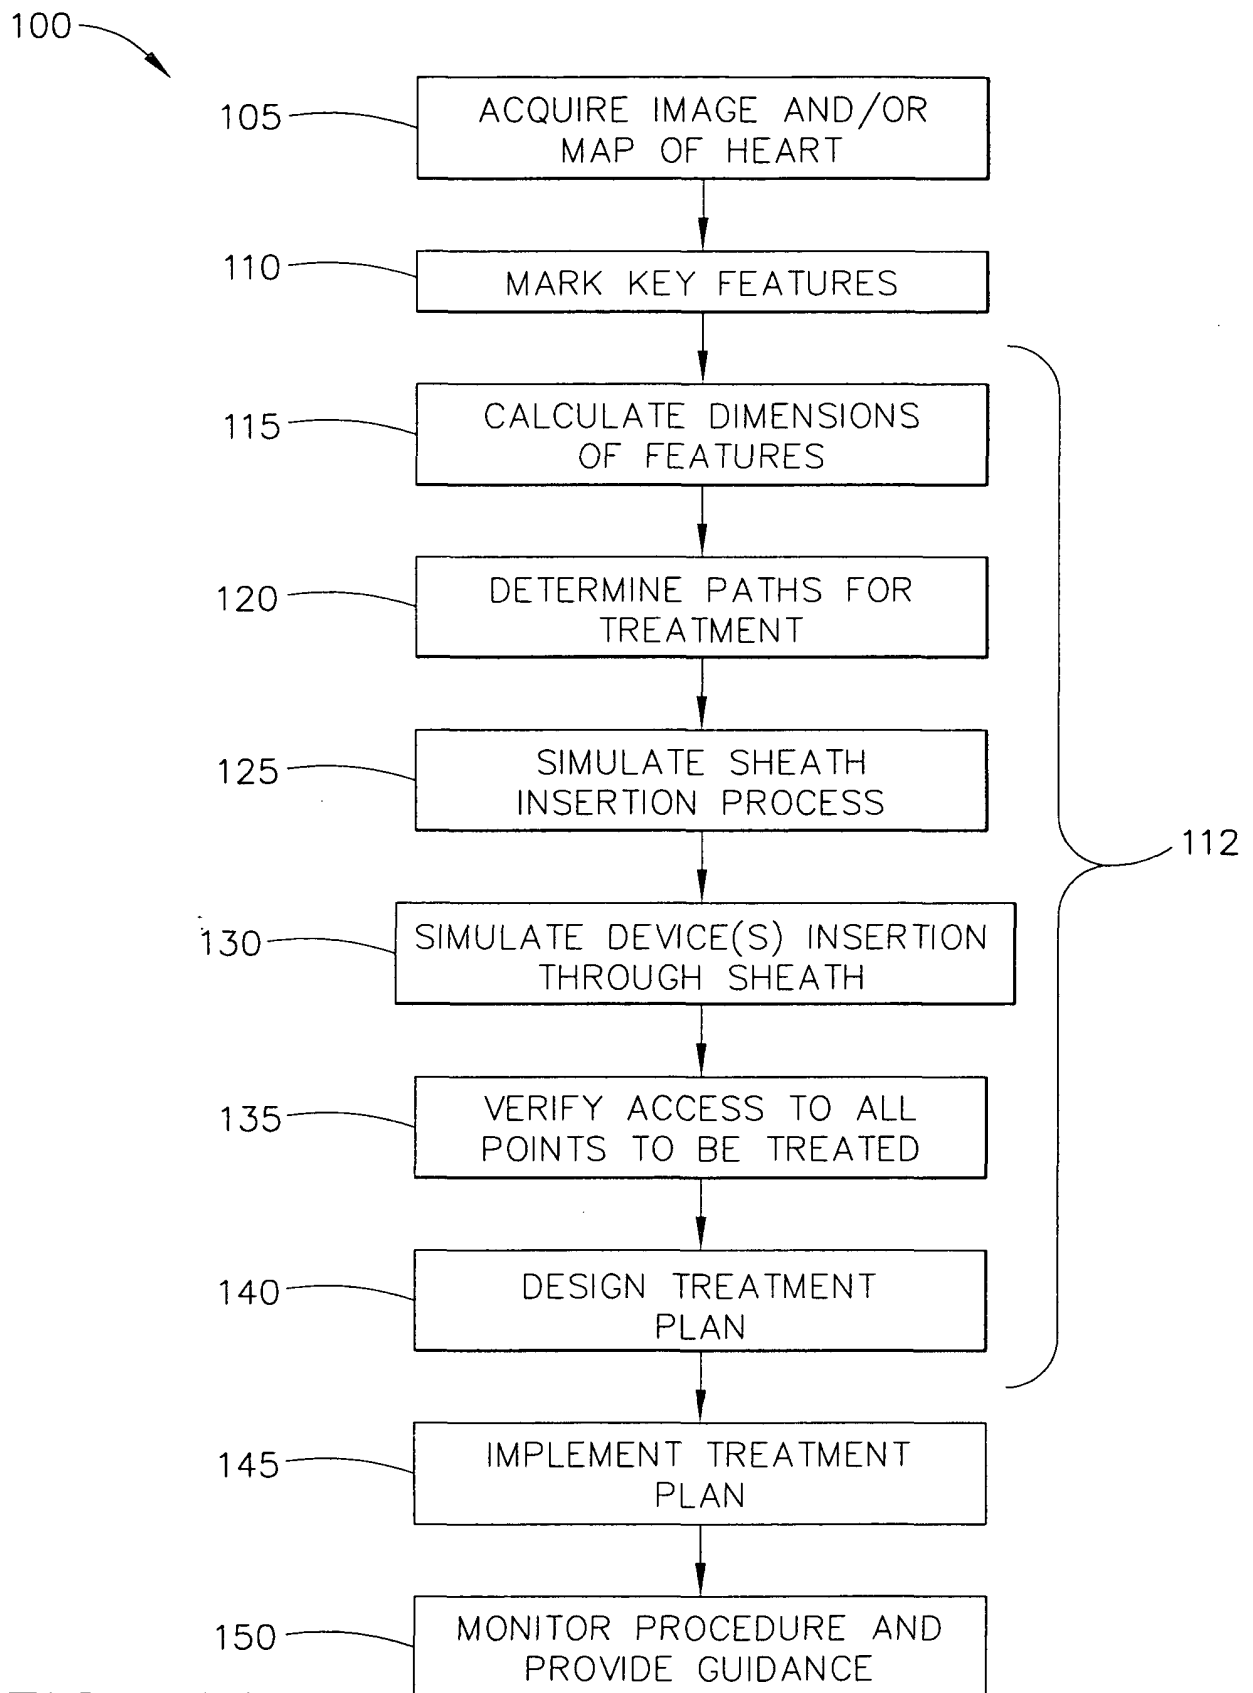 100
105
ACQUIRE IMAGE AND/OR
MAP OF HEART
110
MARK KEY FEATURES
115
CALCULATE DIMENSIONS
OF FEATURES
120
DETERMINE PATHS FOR
TREATMENT
125
SIMULATE SHEATH
INSERTION PROCESS
112
130
SIMULATE DEVICE(S) INSERTION
THROUGH SHEATH
135
VERIFY ACCESS TO ALL
POINTS TO BE TREATED
140
DESIGN TREATMENT
PLAN
145
IMPLEMENT TREATMENT
PLAN
150
MONITOR PROCEDURE AND
PROVIDE GUIDANCE